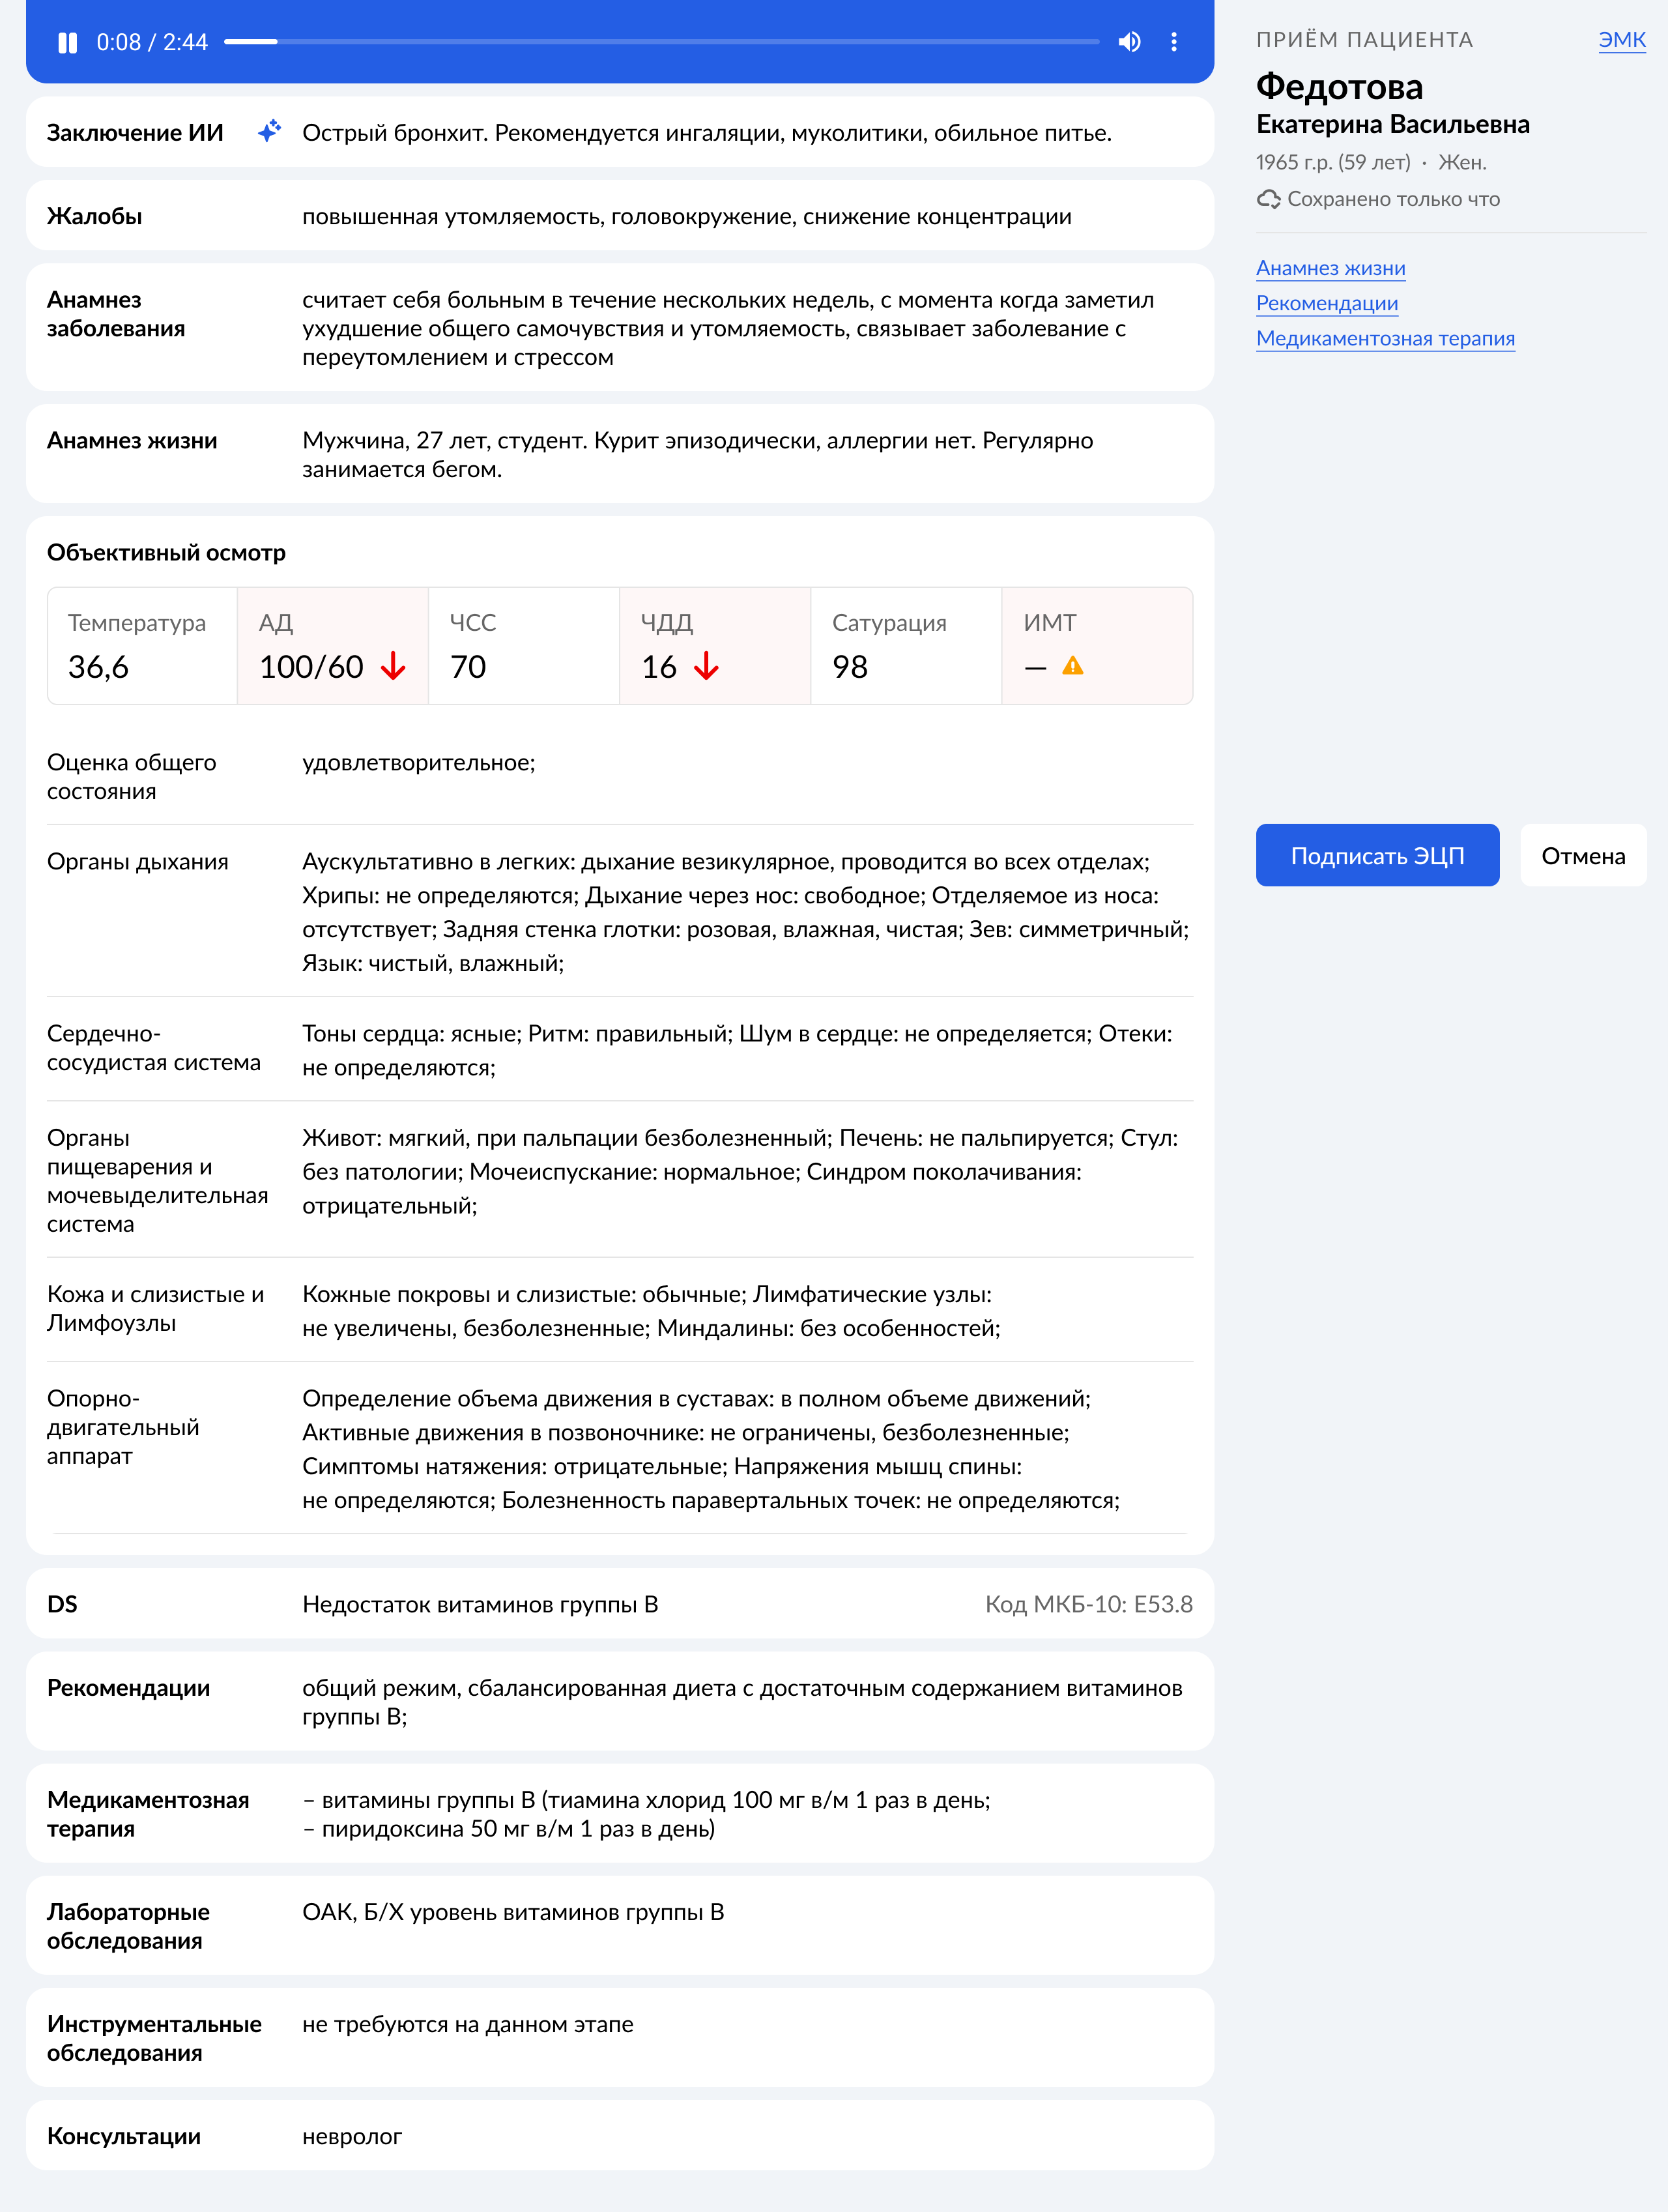 0:08 / 2:44
Заключение ИИ
Острый бронхит. Рекомендуется ингаляции, муколитики, обильное питье.
Жалобы
повышенная утомляемость, головокружение, снижение концентрации
Анамнез
заболевания
считает себя больным в течение нескольких недель, с момента когда заметил
ухудшение общего самочувствия и утомляемость, связывает заболевание с
переутомлением и стрессом
Анамнез жизни
Мужчина, 27 лет, студент. Курит эпизодически, аллергии нет. Регулярно
занимается бегом.
Объективный осмотр
Температура
36,6
АД
100/60
ЧСС
70
ЧДД
16
Сатурация
98
ИМТ
—
Оценка общего
состояния
удовлетворительное;
Органы дыхания
Аускультативно в легких: дыхание везикулярное, проводится во всех отделах;
Хрипы: не определяются; Дыхание через нос: свободное; Отделяемое из носа:
отсутствует; Задняя стенка глотки: розовая, влажная, чистая; Зев: симметричный;
Язык: чистый, влажный;
Сердечно-
сосудистая система
Тоны сердца: ясные; Ритм: правильный; Шум в сердце: не определяется; Отеки:
не определяются;
Органы
пищеварения и
мочевыделительная
система
Живот: мягкий, при пальпации безболезненный; Печень: не пальпируется; Стул:
без патологии; Мочеиспускание: нормальное; Синдром поколачивания:
отрицательный;
Кожа и слизистые и
Лимфоузлы
Кожные покровы и слизистые: обычные; Лимфатические узлы:
не увеличены, безболезненные; Миндалины: без особенностей;
Опорно-
двигательный
аппарат
Определение объема движения в суставах: в полном объеме движений;
Активные движения в позвоночнике: не ограничены, безболезненные;
Симптомы натяжения: отрицательные; Напряжения мышц спины:
не определяются; Болезненность паравертальных точек: не определяются;
DS
Недостаток витаминов группы В
Код МКБ-10: E53.8
Рекомендации
общий режим, сбалансированная диета с достаточным содержанием витаминов
группы В;
Медикаментозная
терапия
– витамины группы В (тиамина хлорид 100 мг в/м 1 раз в день;
– пиридоксина 50 мг в/м 1 раз в день)
Лабораторные
обследования
ОАК, Б/Х уровень витаминов группы В
Инструментальные
обследования
не требуются на данном этапе
Консультации
невролог
ПРИЁМ ПАЦИЕНТА
ЭМК
Федотова
Екатерина Васильевна
1965 г.р. (59 лет) · Жен.
Сохранено только что
Анамнез жизни
Рекомендации
Медикаментозная терапия
Подписать ЭЦП
Отмена